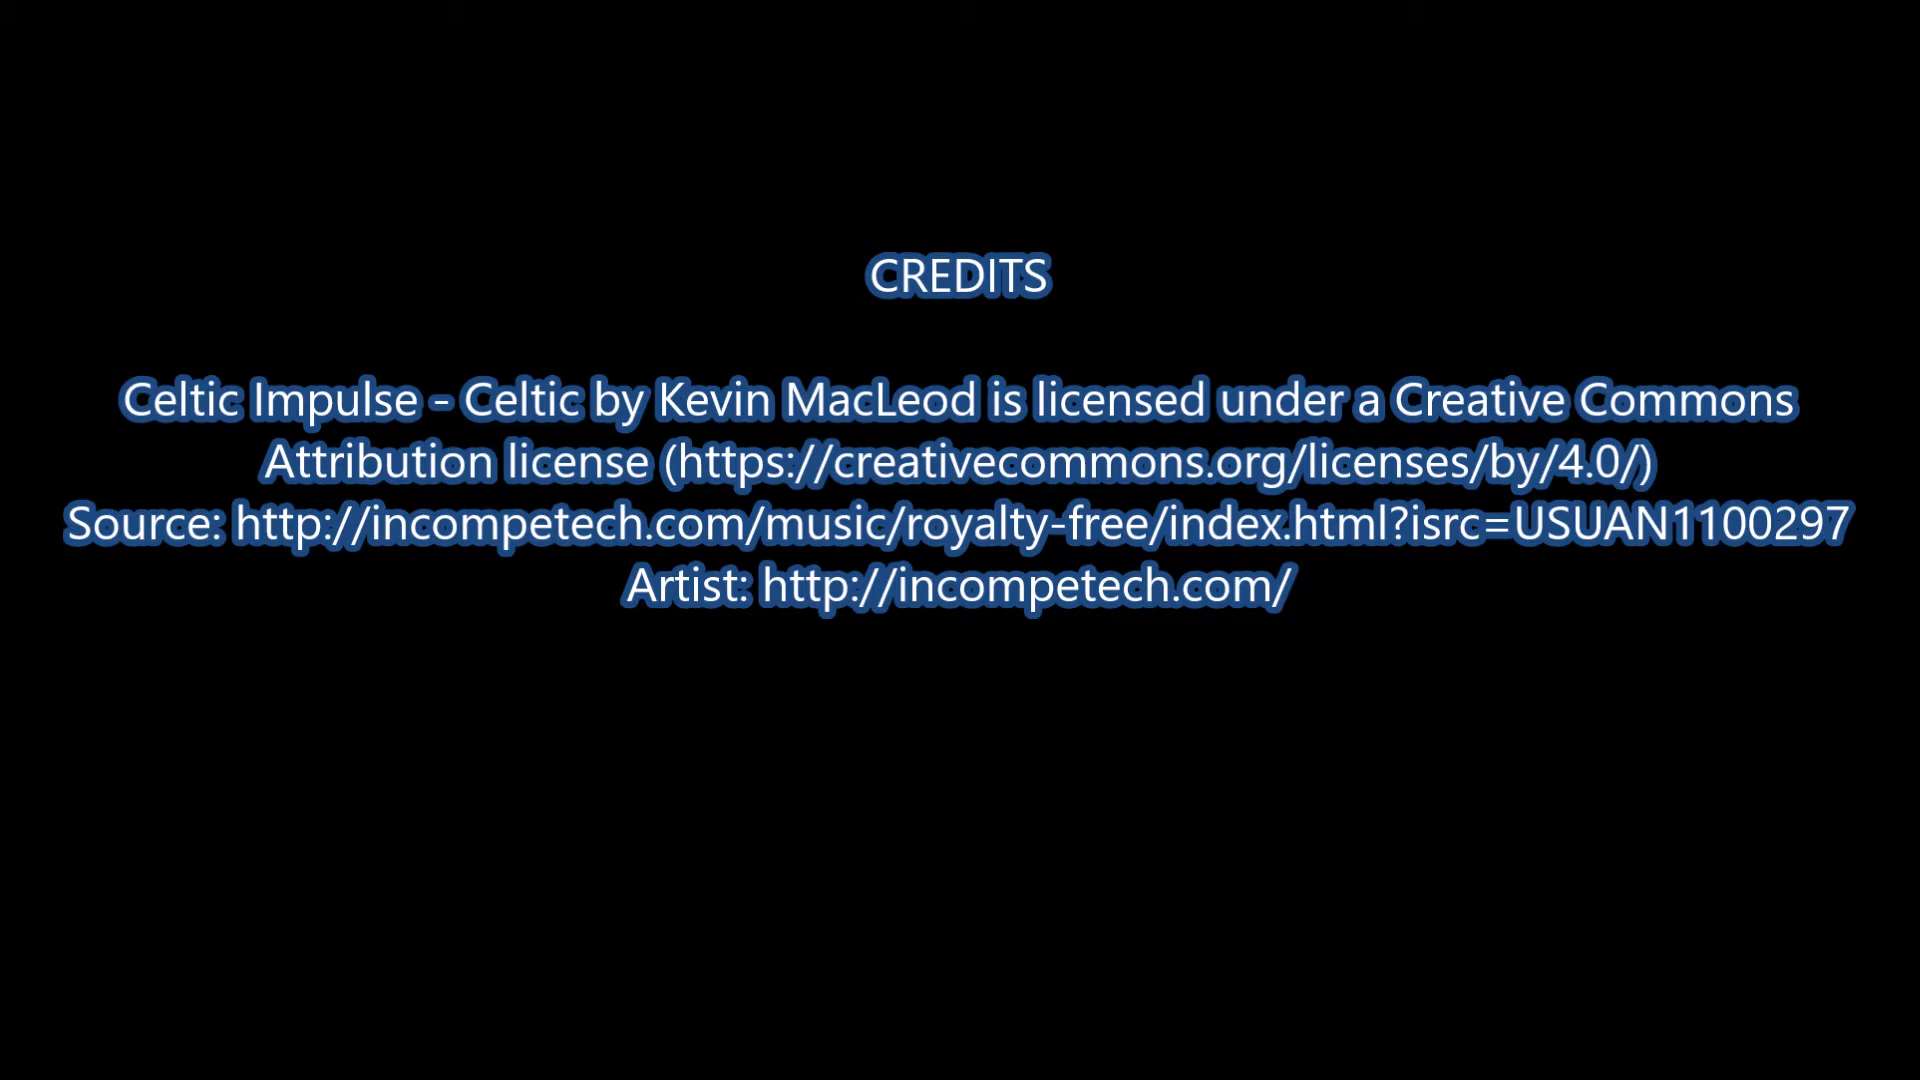 CREDITS
Celtic Impulse - Celtic by Kevin MacLeod is licensed under a Creative Commons
Attribution license (https://creativecommons.org/licenses/by/4.0/)
Source: http://incompetech.com/music/royalty-free/index.html?isrc=USUAN1100297
Artist: http://incompetech.com/